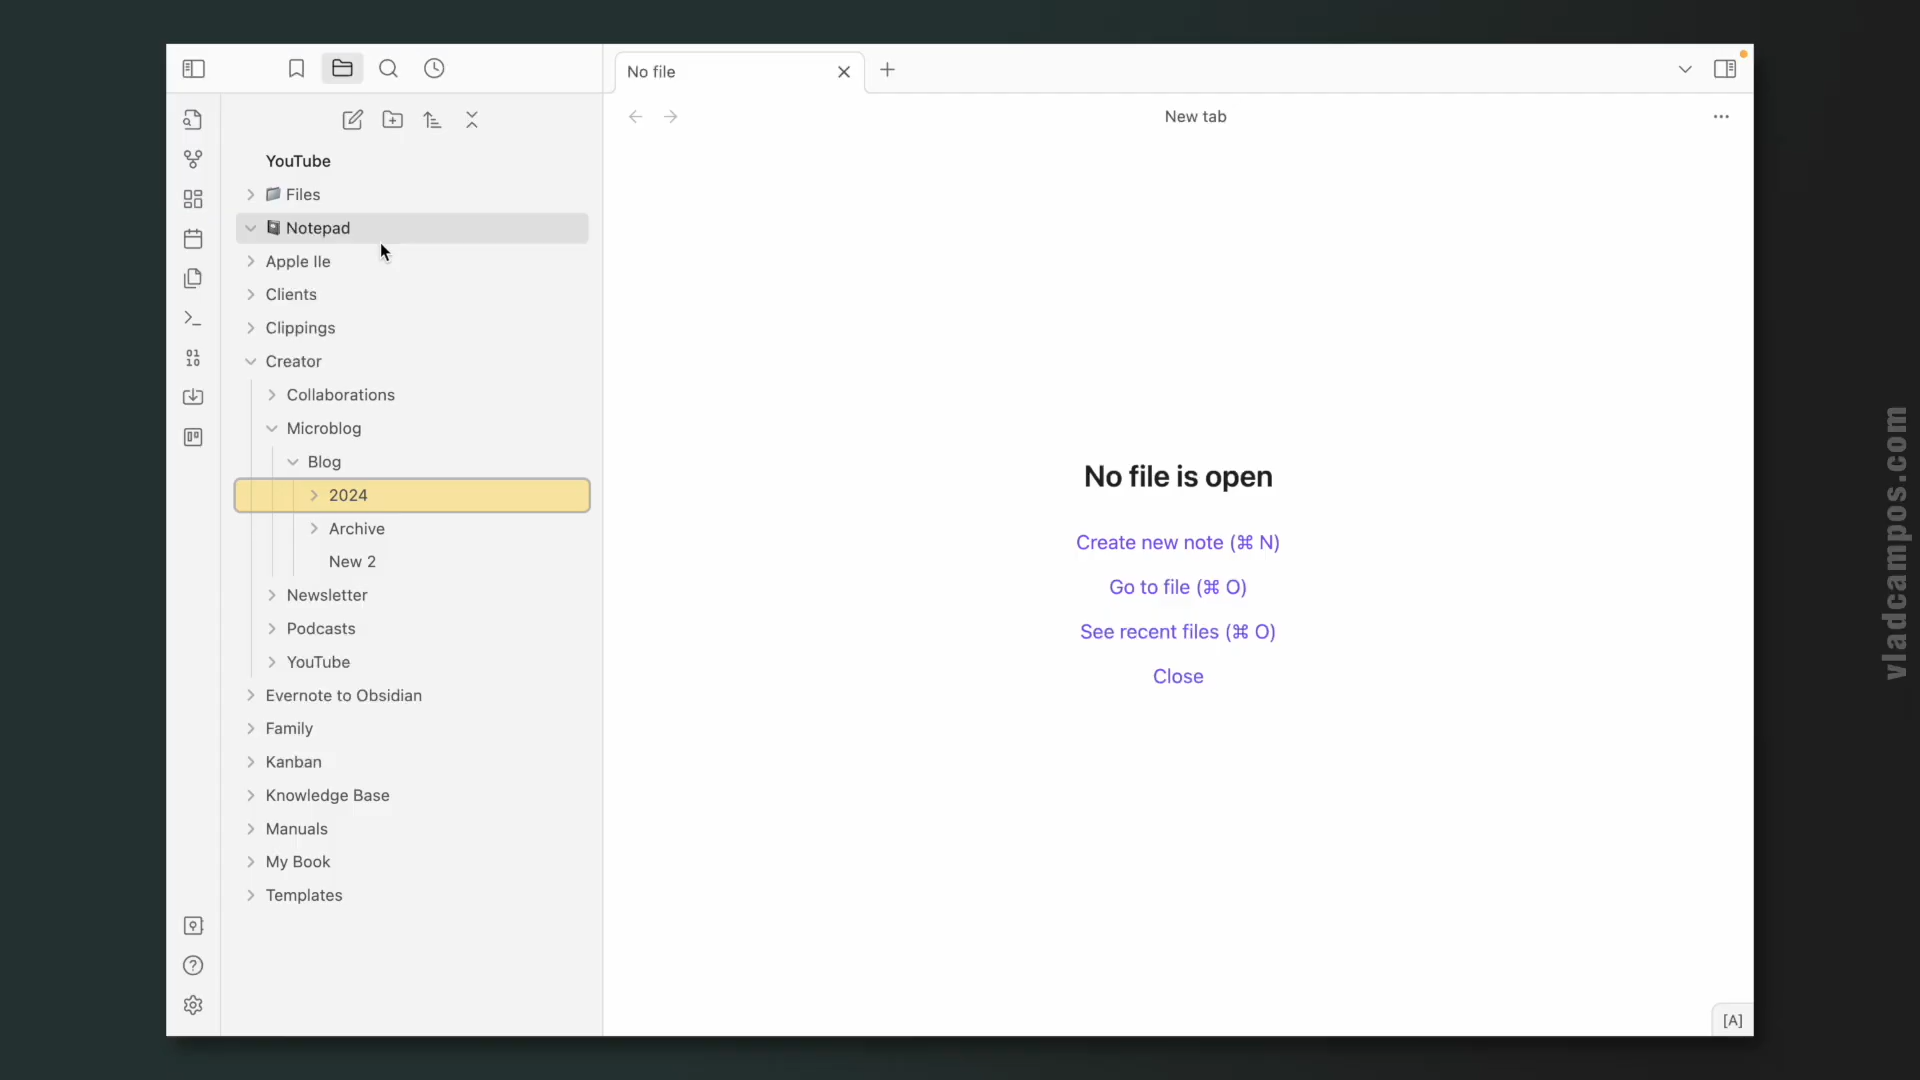 No file
New tab
YouTube
Files
Notepad
Apple IIe
Clients
Clippings
Creator
Collaborations
Microblog
Blog
2024
Archive
New 2
Newsletter
Podcasts
YouTube
Evernote to Obsidian
Family
Kanban
Knowledge Base
Manuals
My Book
Templates
No file is open
Create new note (⌘ N)
Go to file (⌘ O)
See recent files (⌘ O)
Close
[A]
vladcampos.com